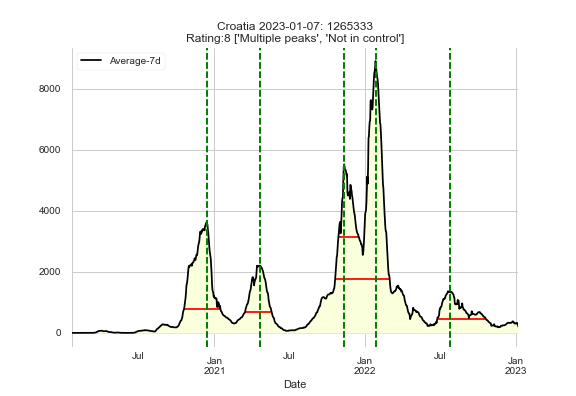 Croatia 2023-01-07: 1265333
Rating:8 ['Multiple peaks', 'Not in control']
Average-7d
8000
6000
4000
2000
0
Jul
Jan
2021
Jul
Jan
2022
Jul
Jan
2023
Date